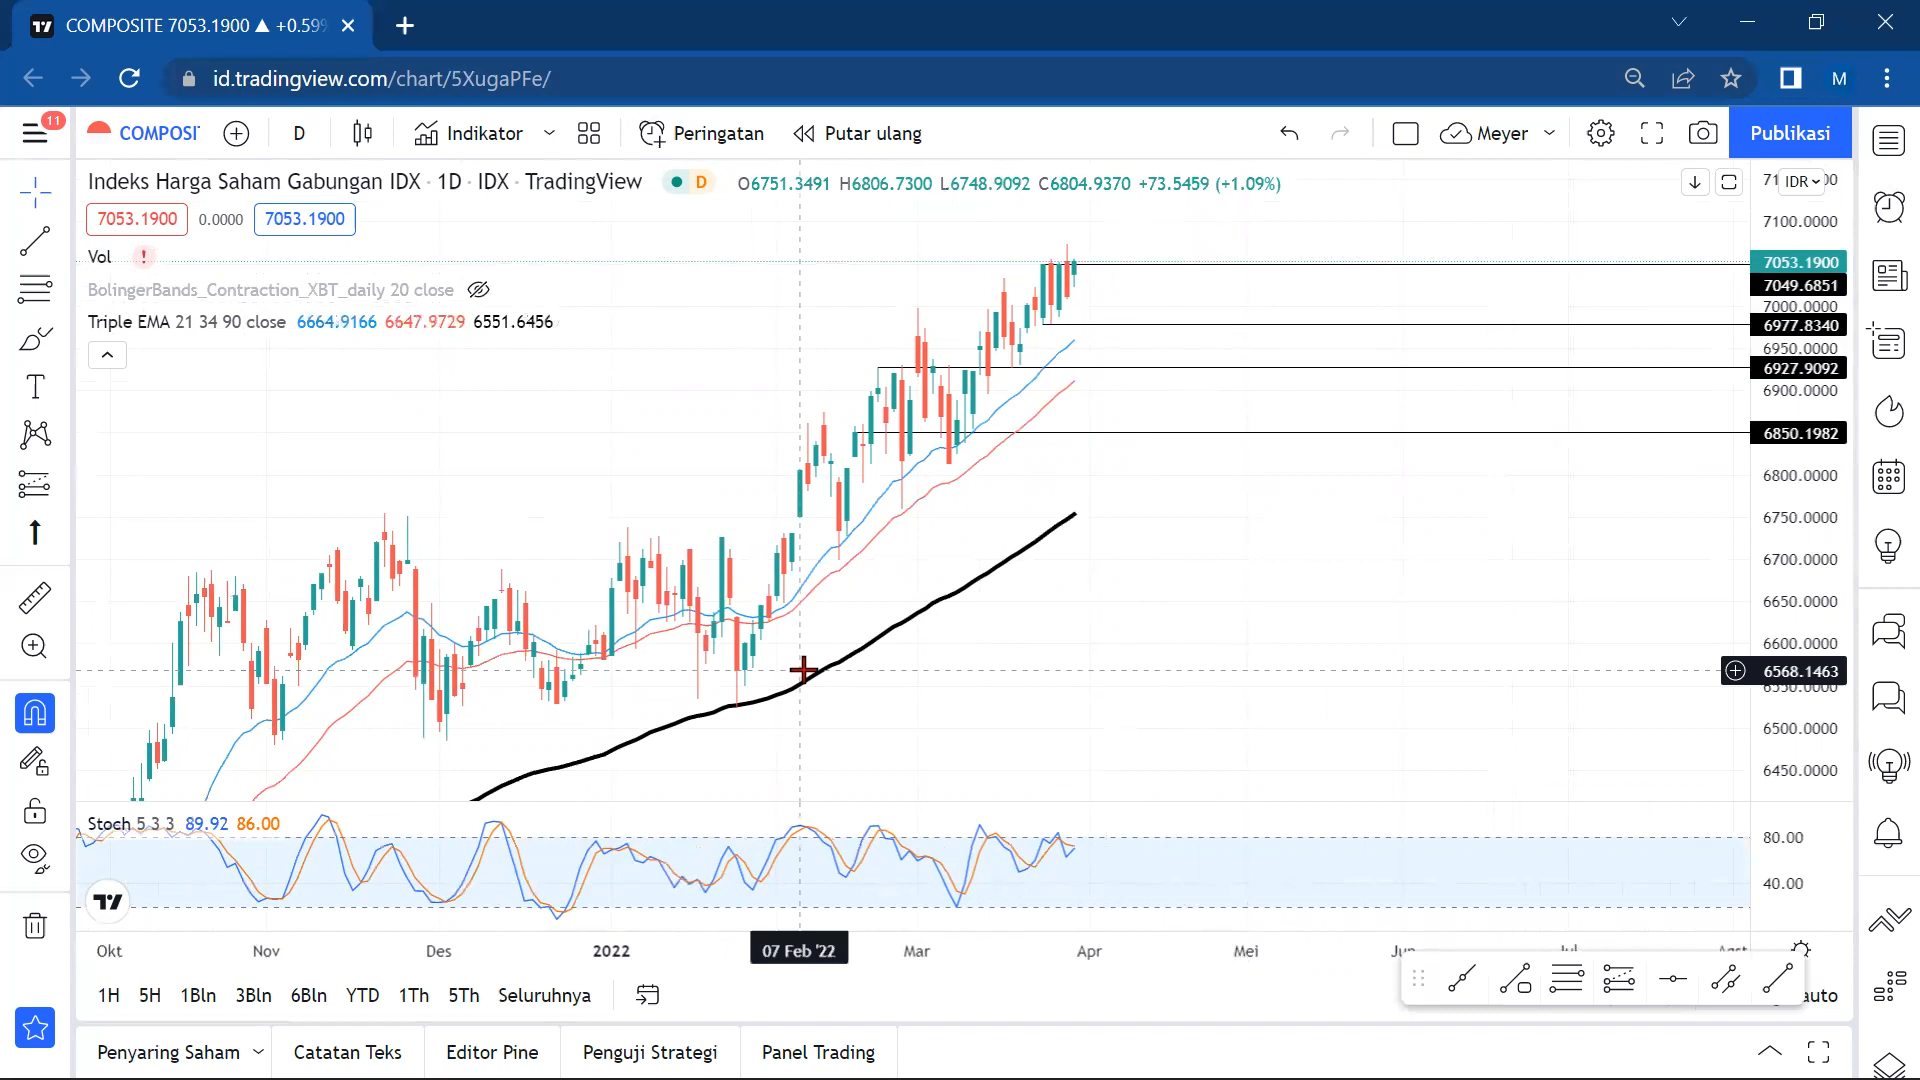 COMPOSITE 7053.1900 ▲ +0.59%
id.tradingview.com/chart/5XugaPFe/
M
11
COMPOSI
D
Indikator
Peringatan
Putar ulang
Meyer
Publikasi
Indeks Harga Saham Gabungan IDX · 1D · IDX · TradingView
D
O6751.3491 H6806.7300 L6748.9092 C6804.9370 +73.5459 (+1.09%)
IDR
7053.1900 0.0000 7053.1900
7100.0000
Vol !
7053.1900
BolingerBands_Contraction_XBT_daily 20 close
7049.6851
7000.0000
Triple EMA 21 34 90 close 6664.9166 6647.9729 6551.6456
6977.8340
6950.0000
6927.9092
6900.0000
6850.1982
6800.0000
6750.0000
6700.0000
6650.0000
6600.0000
6568.1463
6550.0000
6500.0000
6450.0000
Stoch 5 3 3 89.92 86.00
80.00
40.00
Okt Nov Des 2022 07 Feb '22 Mar Apr Mei
1H 5H 1Bln 3Bln 6Bln YTD 1Th 5Th Seluruhnya
auto
Penyaring Saham Catatan Teks Editor Pine Penguji Strategi Panel Trading